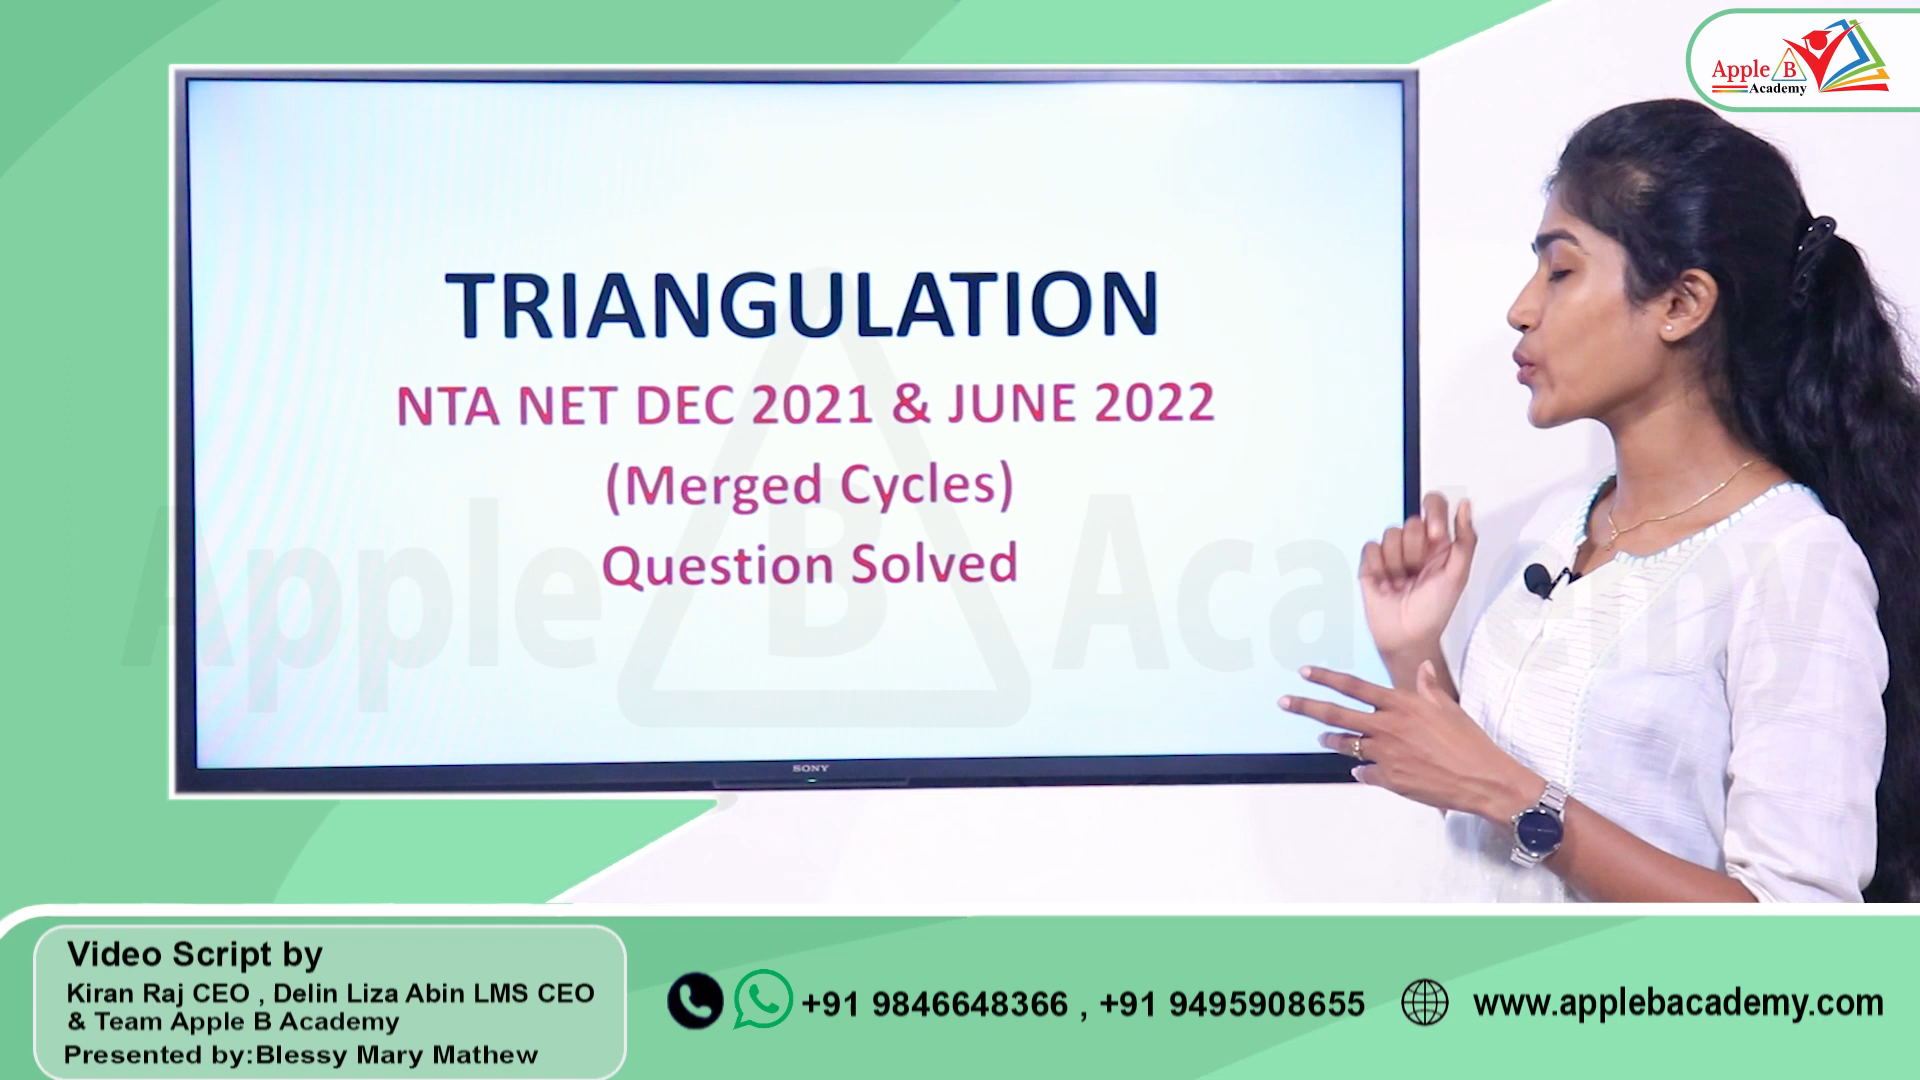 Apple B
Academy
TRIANGULATION
NTA NET DEC 2021 & JUNE 2022
(Merged Cycles)
Question Solved
Apple B Academy
SONY
Video Script by
Kiran Raj CEO , Delin Liza Abin LMS CEO
& Team Apple B Academy
Presented by:Blessy Mary Mathew
+91 9846648366 , +91 9495908655
www.applebacademy.com